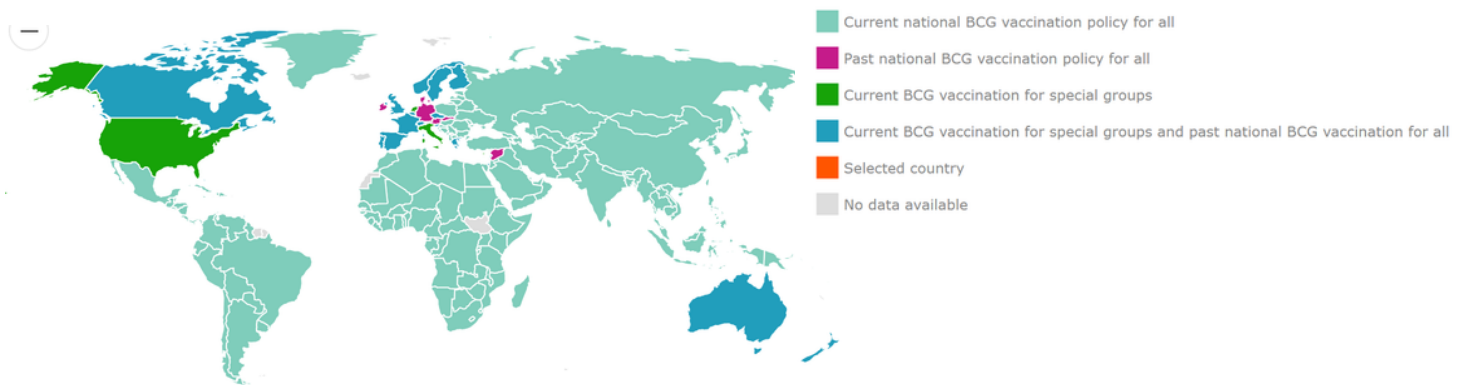 Current national BCG vaccination policy for all
Past national BCG vaccination policy for all
Current BCG vaccination for special groups
Current BCG vaccination for special groups and past national BCG vaccination for all
Selected country
No data available